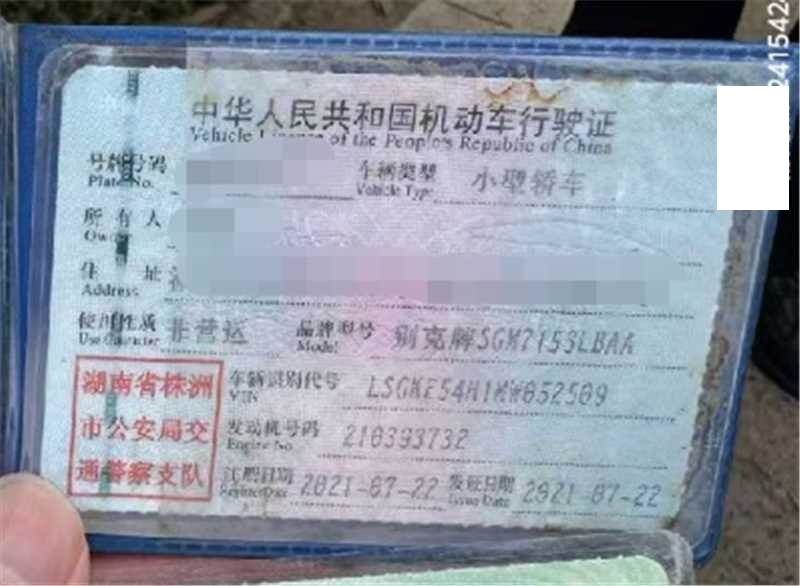 中华人民共和国机动车行驶证
Vehicle License of the People's Republic of China
号牌号码 车辆类型 小型轿车
Plate No. Vehicle Type
所有人
Owner
住址
Address
使用性质 非营运 品牌型号 别克牌SGM7153LBAA
Use Character Model
湖南省株洲 车辆识别代号
市公安局交 VIN
通警察支队 发动机号码 210393732
Engine No.
注册日期 2021-07-22 发证日期 2021-07-22
Register Date Issue Date